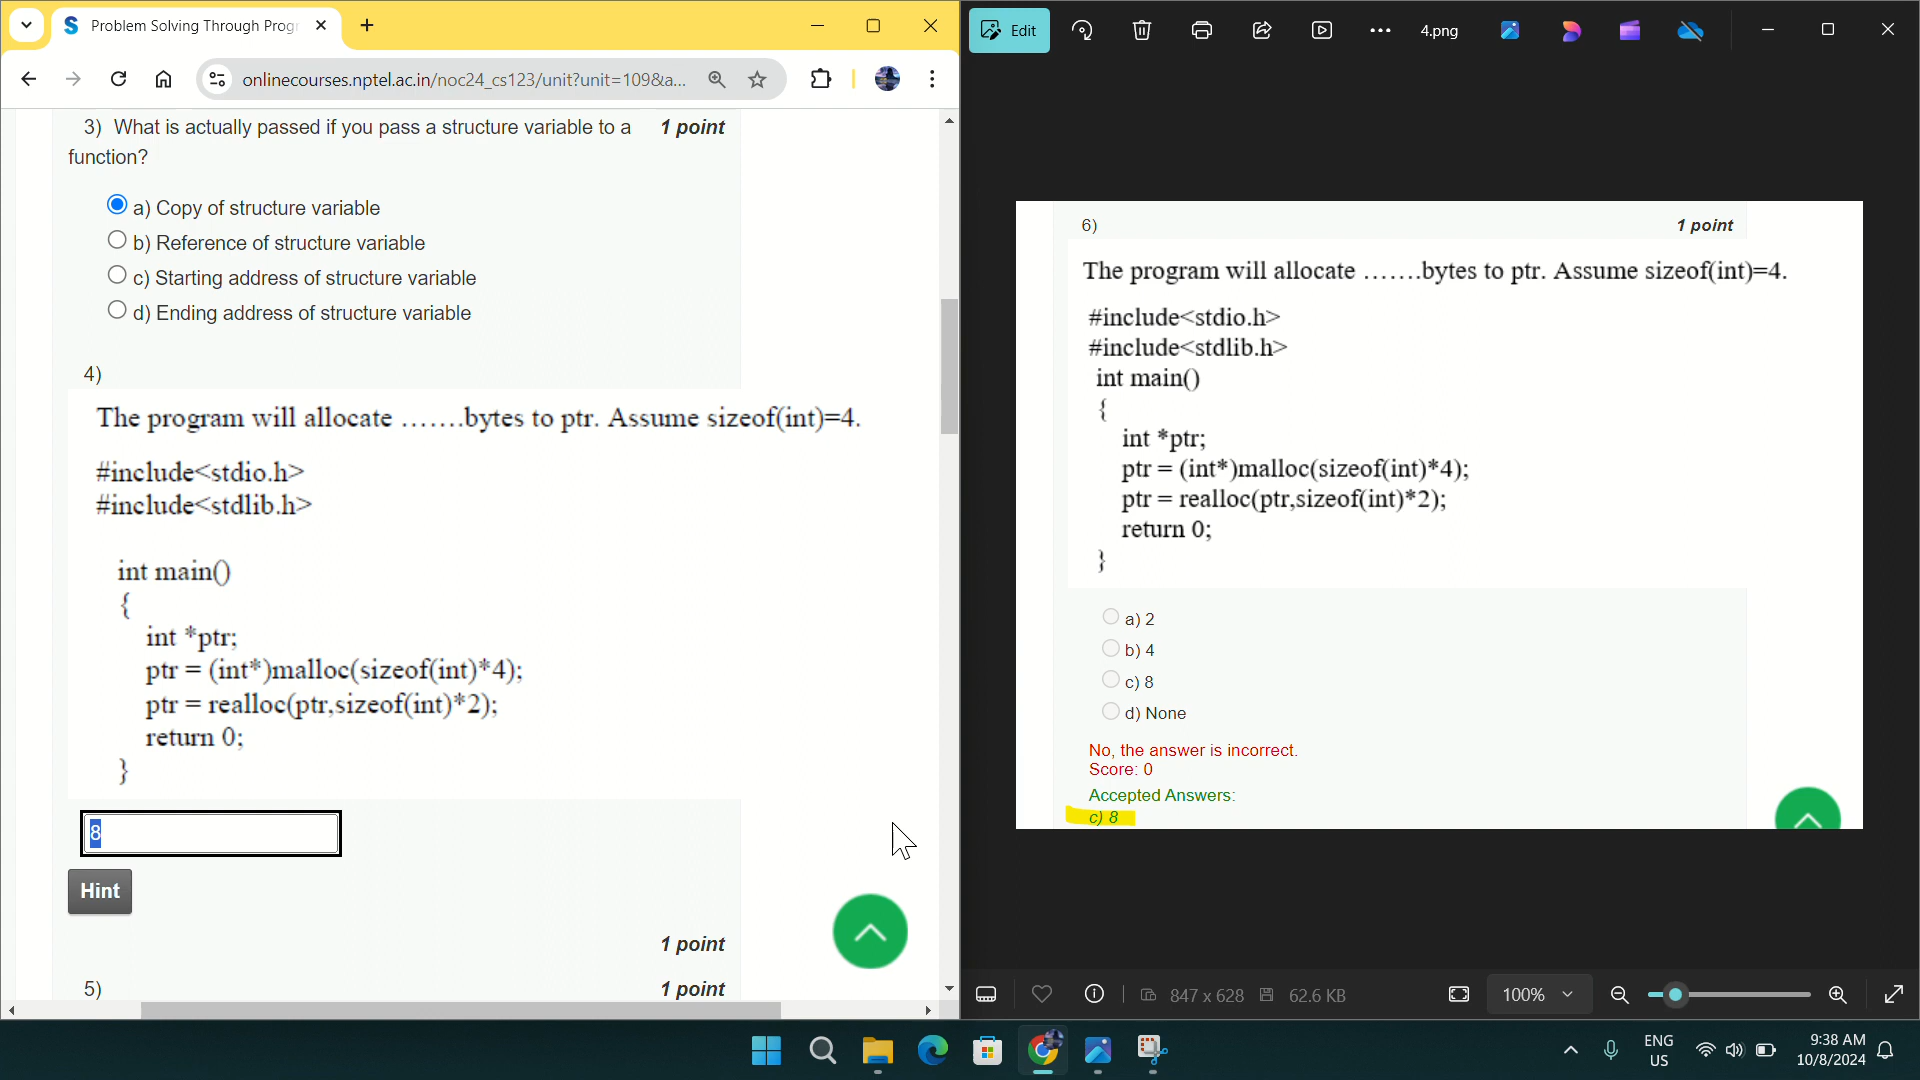 Problem Solving Through Progr
onlinecourses.nptel.ac.in/noc24_cs123/unit?unit=109&a...
3) What is actually passed if you pass a structure variable to a
function?
1 point
a) Copy of structure variable
b) Reference of structure variable
c) Starting address of structure variable
d) Ending address of structure variable
4)
The program will allocate .......bytes to ptr. Assume sizeof(int)=4.
#include<stdio.h>
#include<stdlib.h>
int main()
{
int *ptr;
ptr = (int*)malloc(sizeof(int)*4);
ptr = realloc(ptr,sizeof(int)*2);
return 0;
}
8
Hint
1 point
5)
1 point
Edit
4.png
6)
1 point
The program will allocate .......bytes to ptr. Assume sizeof(int)=4.
#include<stdio.h>
#include<stdlib.h>
int main()
{
int *ptr;
ptr = (int*)malloc(sizeof(int)*4);
ptr = realloc(ptr,sizeof(int)*2);
return 0;
}
a) 2
b) 4
c) 8
d) None
No, the answer is incorrect.
Score: 0
Accepted Answers:
c) 8
847 x 628
62.6 KB
100%
ENG
US
9:38 AM
10/8/2024